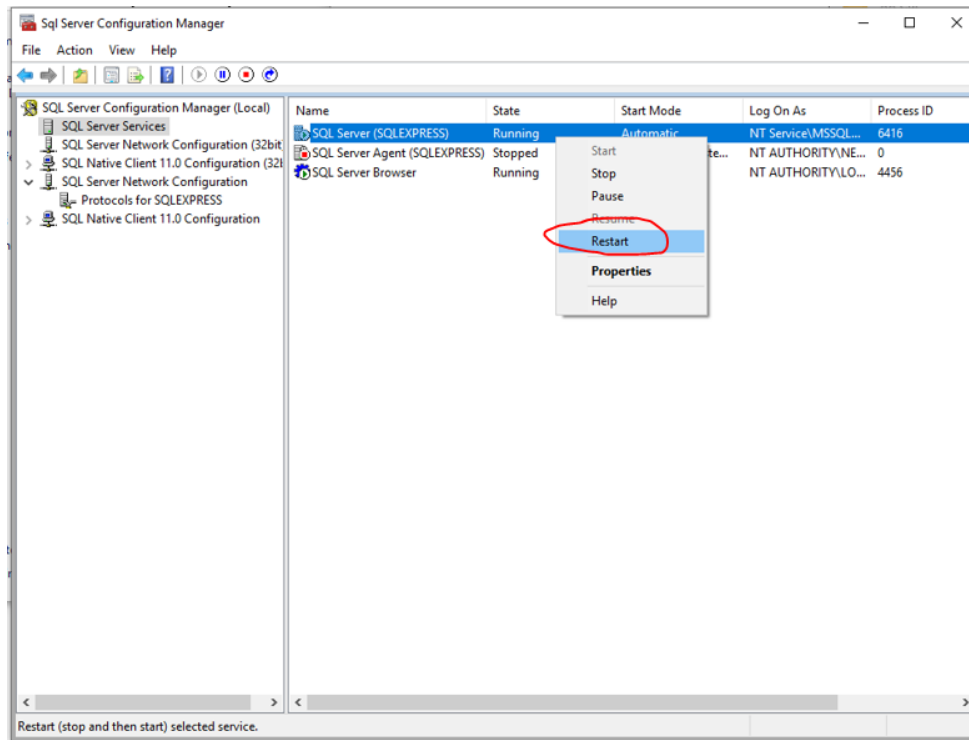 Sql Server Configuration Manager
File Action View Help
SQL Server Configuration Manager (Local)
SQL Server Services
SQL Server Network Configuration (32bit
SQL Native Client 11.0 Configuration (32
SQL Server Network Configuration
Protocols for SQLEXPRESS
SQL Native Client 11.0 Configuration
Name State Start Mode Log On As Process ID
SQL Server (SQLEXPRESS) Running Automatic NT Service\MSSQL... 6416
SQL Server Agent (SQLEXPRESS) Stopped te... NT AUTHORITY\NE... 0
SQL Server Browser Running NT AUTHORITY\LO... 4456
Start
Stop
Pause
Resume
Restart
Properties
Help
Restart (stop and then start) selected service.